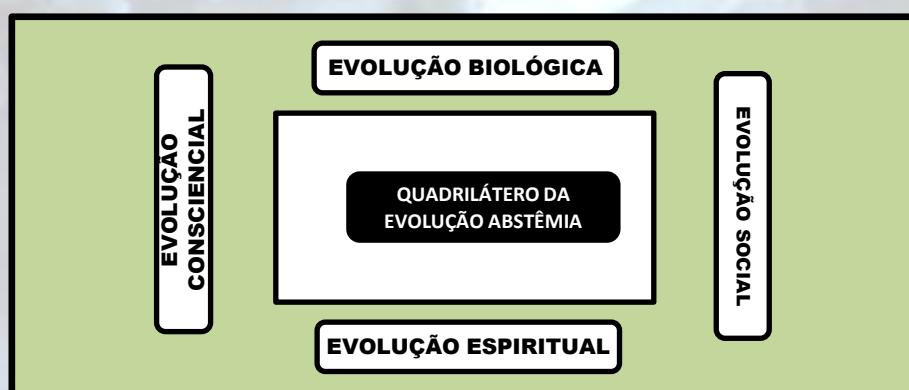 EVOLUÇÃO BIOLÓGICA
EVOLUÇÃO
CONSCIENCIAL
QUADRILÁTERO DA
EVOLUÇÃO ABSTÊMIA
EVOLUÇÃO SOCIAL
EVOLUÇÃO ESPIRITUAL